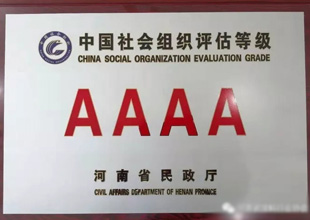 中国社会组织评估等级
CHINA SOCIAL ORGANIZATION EVALUATION GRADE
AAAA
河南省民政厅
CIVIL AFFAIRS DEPARTMENT OF HENAN PROVINCE